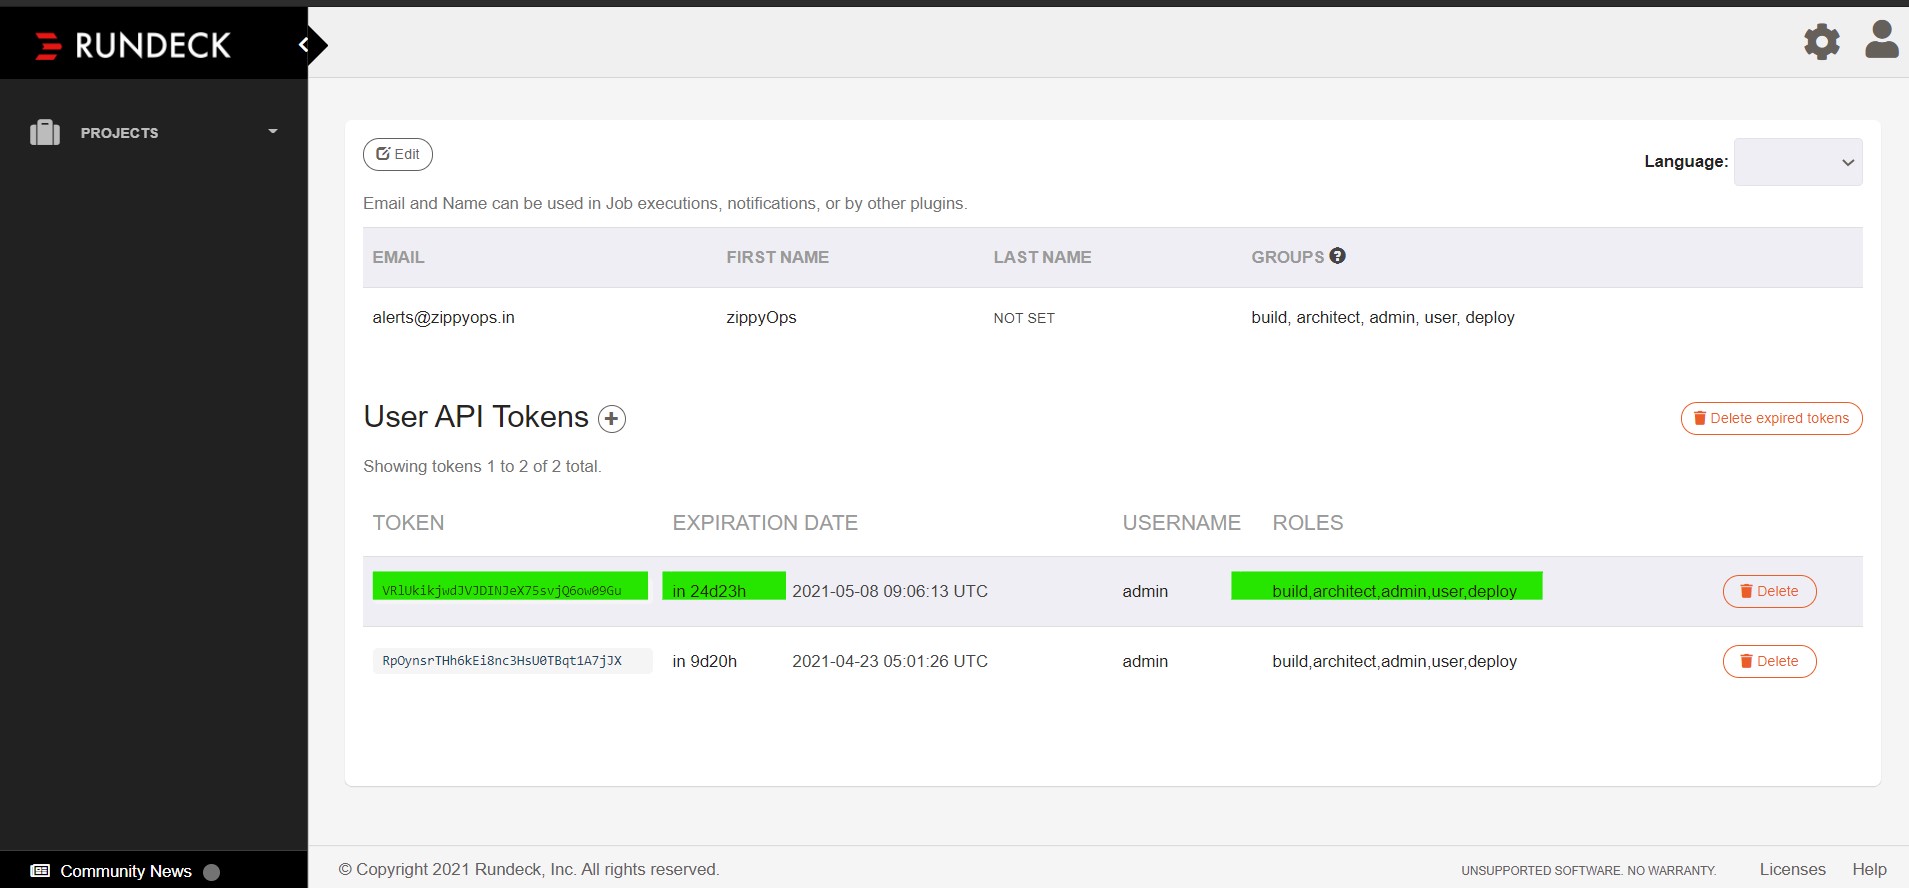 RUNDECK
PROJECTS
Edit
Language:
Email and Name can be used in Job executions, notifications, or by other plugins.
EMAIL FIRST NAME LAST NAME GROUPS ?
alerts@zippyops.in zippyOps NOT SET build, architect, admin, user, deploy
User API Tokens +
Delete expired tokens
Showing tokens 1 to 2 of 2 total.
TOKEN EXPIRATION DATE USERNAME ROLES
VRlUkikjwdJVJDINJeX75svjQ6ow09Gu in 24d23h 2021-05-08 09:06:13 UTC admin build,architect,admin,user,deploy Delete
RpOynsrTHh6kEi8nc3HsU0TBqt1A7jJX in 9d20h 2021-04-23 05:01:26 UTC admin build,architect,admin,user,deploy Delete
Community News
© Copyright 2021 Rundeck, Inc. All rights reserved. UNSUPPORTED SOFTWARE. NO WARRANTY. Licenses Help